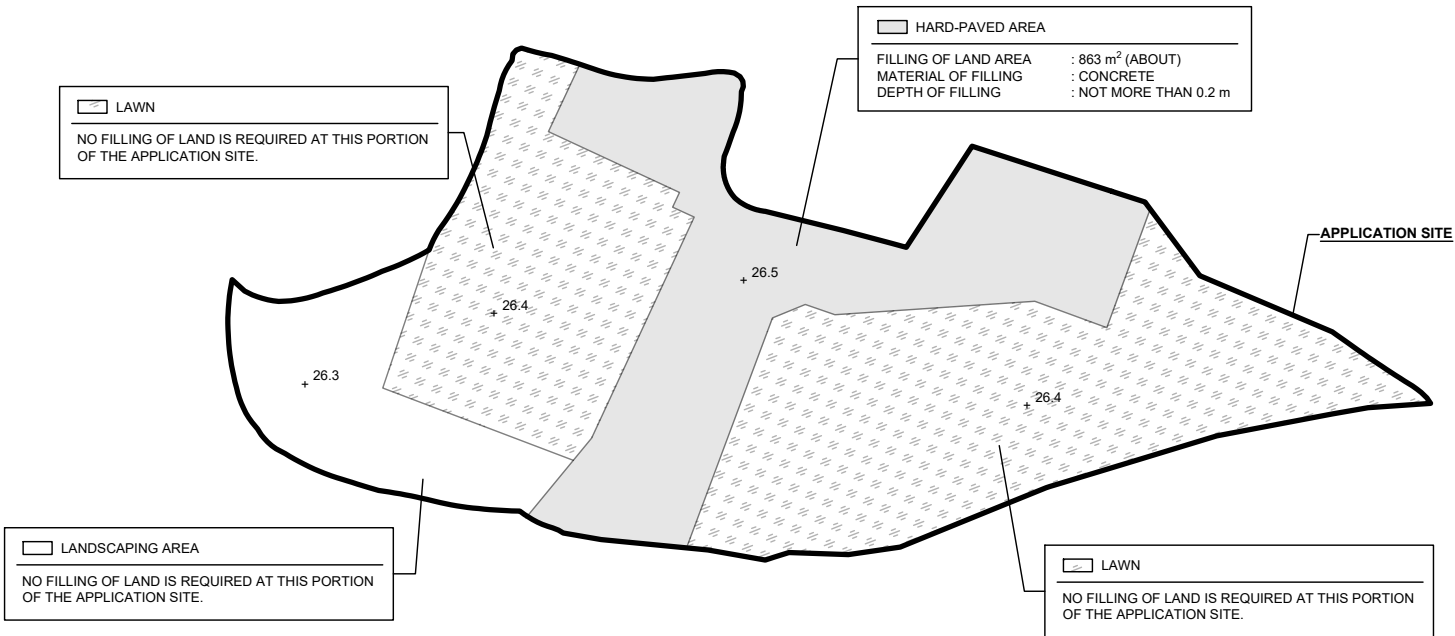 HARD-PAVED AREA
FILLING OF LAND AREA : 863 m² (ABOUT)
MATERIAL OF FILLING : CONCRETE
DEPTH OF FILLING : NOT MORE THAN 0.2 m
LAWN
NO FILLING OF LAND IS REQUIRED AT THIS PORTION
OF THE APPLICATION SITE.
APPLICATION SITE
26.5
26.4
26.3
26.4
LANDSCAPING AREA
NO FILLING OF LAND IS REQUIRED AT THIS PORTION
OF THE APPLICATION SITE.
LAWN
NO FILLING OF LAND IS REQUIRED AT THIS PORTION
OF THE APPLICATION SITE.